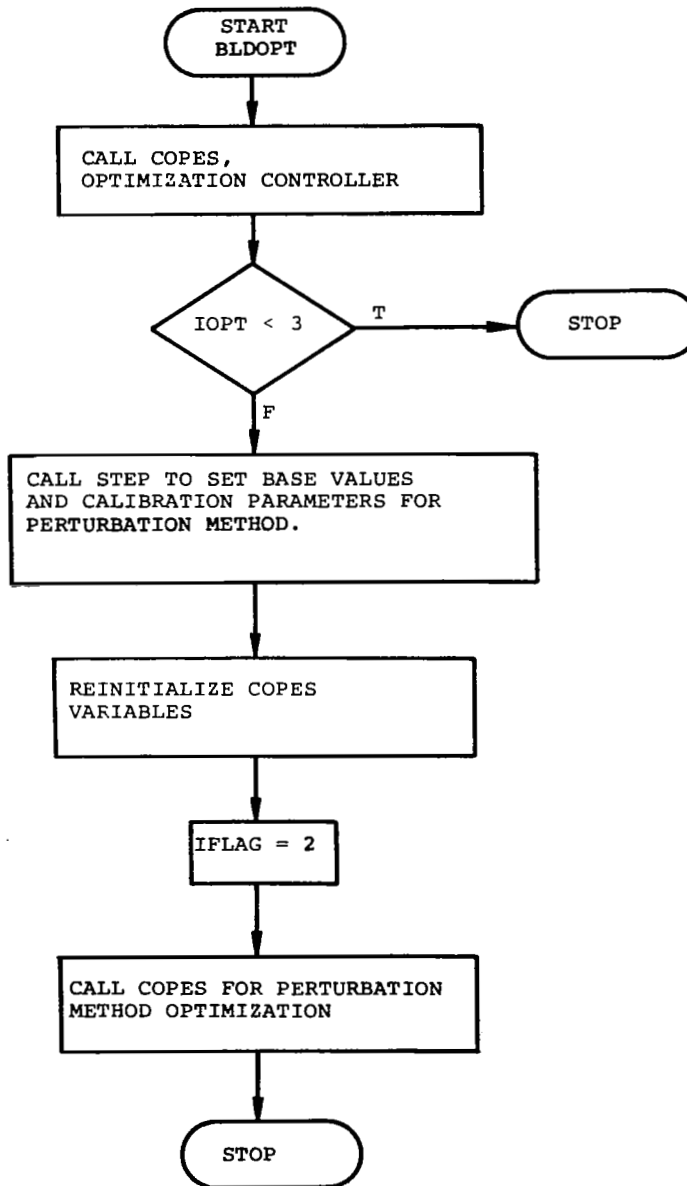 START
BLDOPT
CALL COPES,
OPTIMIZATION CONTROLLER
IOPT < 3
T
STOP
F
CALL STEP TO SET BASE VALUES
AND CALIBRATION PARAMETERS FOR
PERTURBATION METHOD.
REINITIALIZE COPES
VARIABLES
IFLAG = 2
CALL COPES FOR PERTURBATION
METHOD OPTIMIZATION
STOP